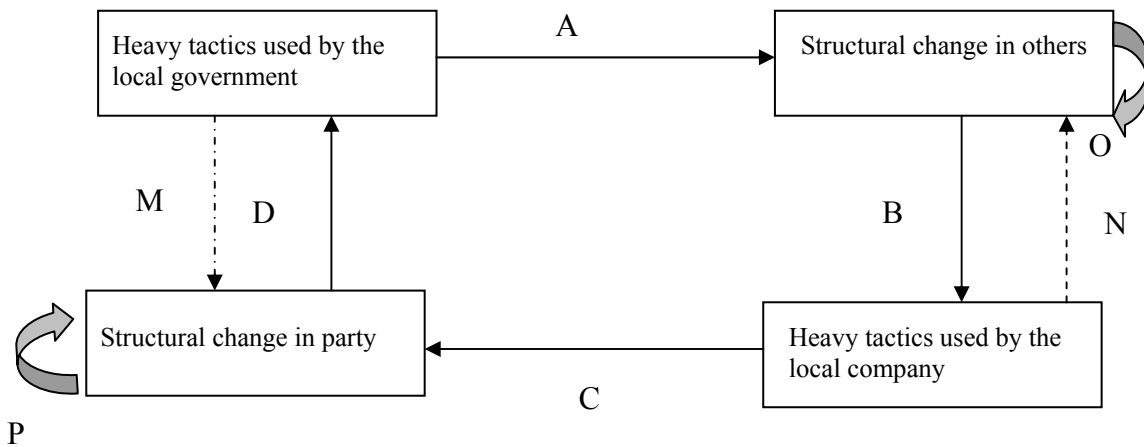 Heavy tactics used by the
local government
A
Structural change in others
O
M
D
B
N
Structural change in party
Heavy tactics used by the
local company
C
P